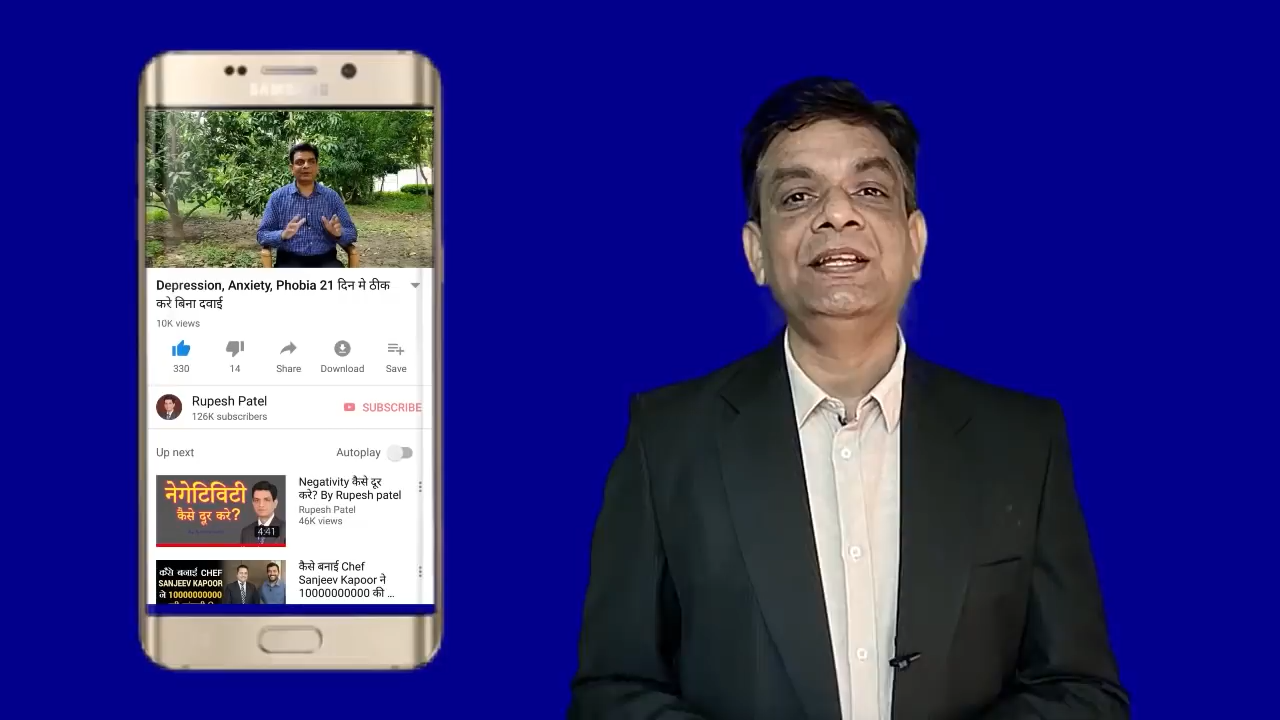 SAMSUNG
Depression, Anxiety, Phobia 21 दिन मे ठीक
करे बिना दवाई
10K views
330
14
Share
Download
Save
Rupesh Patel
126K subscribers
SUBSCRIBE
Up next
Autoplay
नेगेटिविटी
कैसे दूर करे?
4:41
Negativity कैसे दूर
करे? By Rupesh patel
Rupesh Patel
46K views
कैसे बनाई CHEF
SANJEEV KAPOOR
ने 10000000000
कैसे बनाई Chef
Sanjeev Kapoor ने
10000000000 की ...